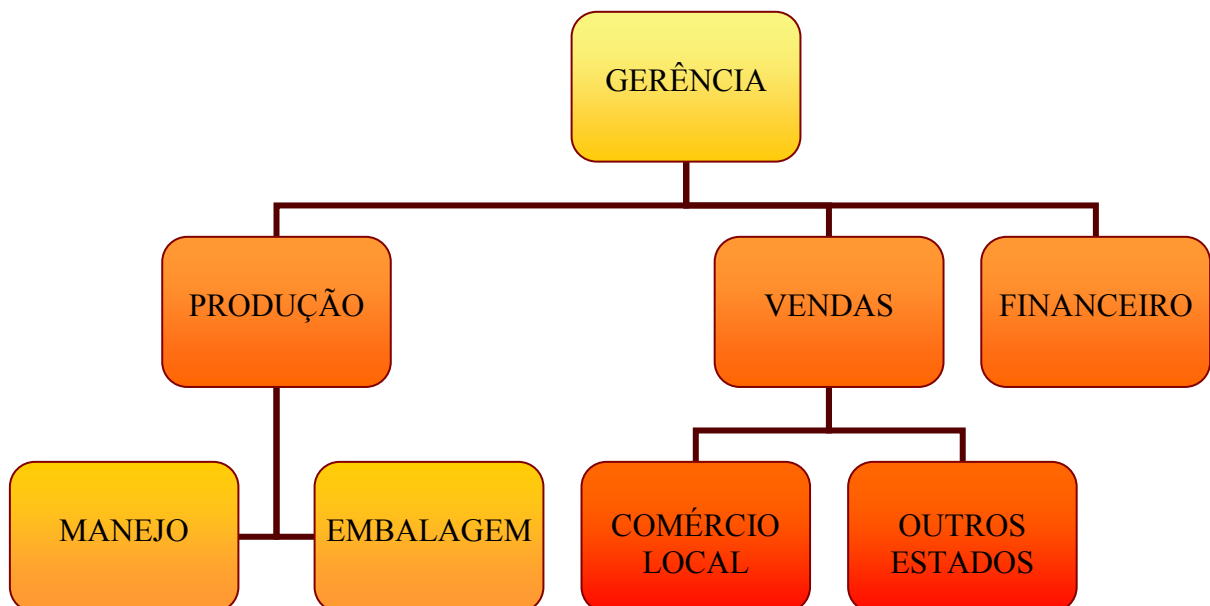 GERÊNCIA
PRODUÇÃO
VENDAS
FINANCEIRO
MANEJO
EMBALAGEM
COMÉRCIO
LOCAL
OUTROS
ESTADOS